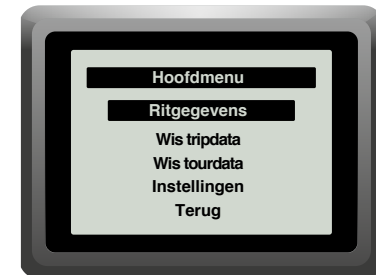 Hoofdmenu
Ritgegevens
Wis tripdata
Wis tourdata
Instellingen
Terug